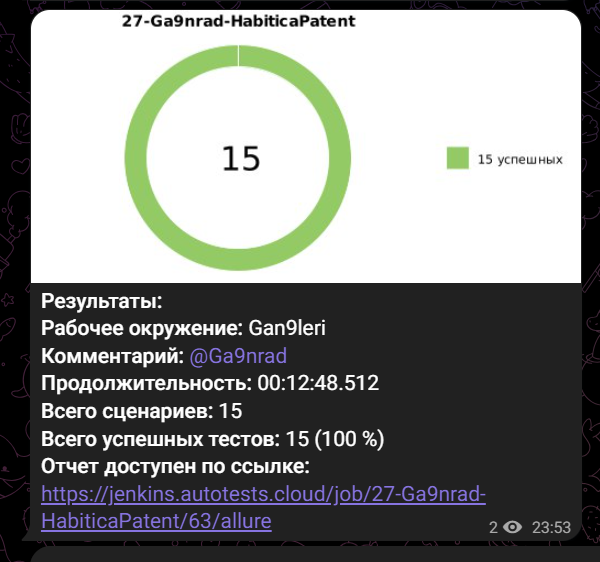 27-Ga9nrad-HabiticaPatent
15
15 успешных
Результаты:
Рабочее окружение: Gan9leri
Комментарий: @Ga9nrad
Продолжительность: 00:12:48.512
Всего сценариев: 15
Всего успешных тестов: 15 (100 %)
Отчет доступен по ссылке:
https://jenkins.autotests.cloud/job/27-Ga9nrad-
HabiticaPatent/63/allure
2 23:53